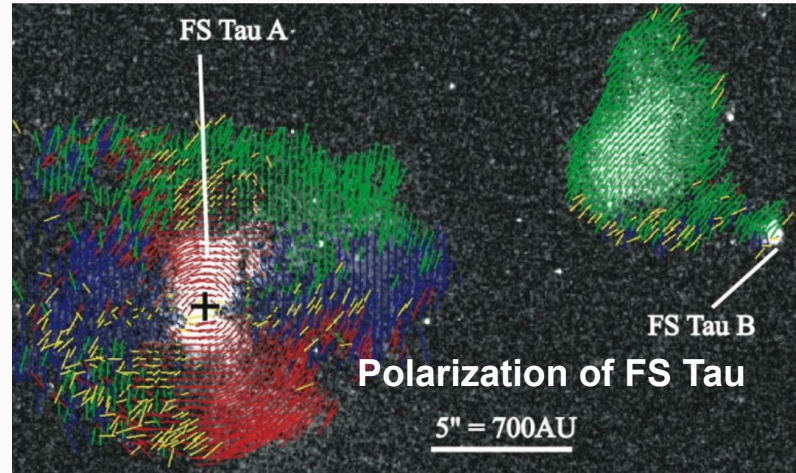 FS Tau A
FS Tau B
Polarization of FS Tau
5" = 700AU